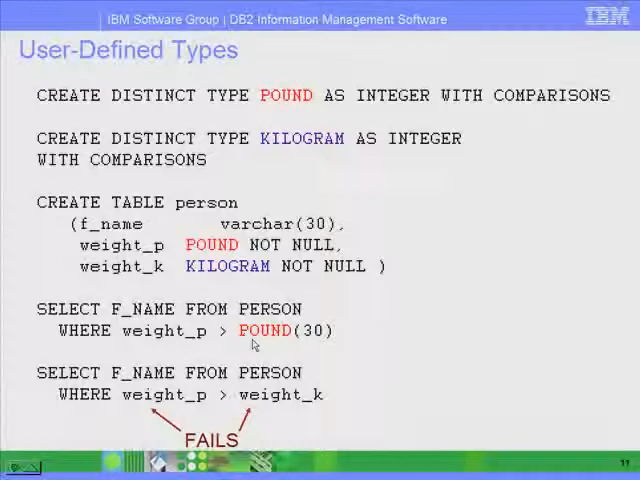 IBM Software Group | DB2 Information Management Software
IBM
User-Defined Types
CREATE DISTINCT TYPE POUND AS INTEGER WITH COMPARISONS
CREATE DISTINCT TYPE KILOGRAM AS INTEGER
WITH COMPARISONS
CREATE TABLE person
(f_name varchar(30),
weight_p POUND NOT NULL,
weight_k KILOGRAM NOT NULL )
SELECT F_NAME FROM PERSON
WHERE weight_p > POUND(30)
SELECT F_NAME FROM PERSON
WHERE weight_p > weight_k
FAILS
11